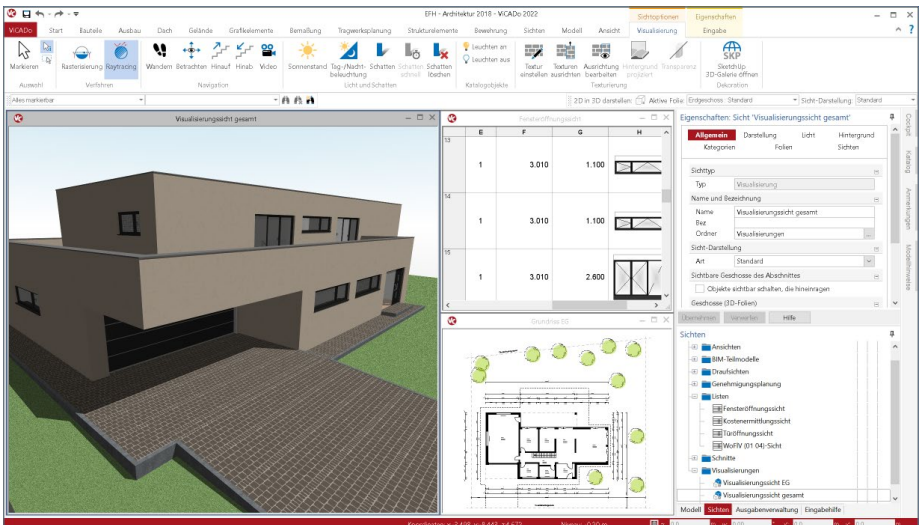 EFH - Architektur 2018 - ViCADo 2022
Sichtoptionen Eigenschaften
ViCADo Start Bauteile Ausbau Dach Gelände Grafikelemente Bemaßung Tragwerksplanung Strukturelemente Bewehrung Sichten Modell Ansicht Visualisierung Eingabe
Markieren Rasterisierung Raytracing Wandern Betrachten Hinauf Hinab Video Sonnenstand Tag-/Nacht-beleuchtung Schatten Schatten schnell Schatten löschen
Leuchten an
Leuchten aus
Textur einstellen Texturen ausrichten Ausrichtung bearbeiten Hintergrund projiziert Transparenz SketchUp 3D-Galerie öffnen
SKP
Auswahl Verfahren Navigation Licht und Schatten Katalogobjekte Texturierung Dekoration
Alles markierbar
2D in 3D darstellen: Aktive Folie: Erdgeschoss Standard Sicht-Darstellung: Standard
Visualisierungssicht gesamt
Fensteröffnungssicht
E F G H
13
1 3.010 1.100
14
1 3.010 1.100
15
1 3.010 2.600
Grundriss EG
Eigenschaften: Sicht 'Visualisierungssicht gesamt'
Allgemein Darstellung Licht Hintergrund
Kategorien Folien Sichten
Sichttyp
Typ Visualisierung
Name und Bezeichnung
Name Visualisierungssicht gesamt
Bez
Ordner Visualisierungen ...
Sicht-Darstellung
Art Standard
Sichtbare Geschosse des Abschnittes
Objekte sichtbar schalten, die hineinragen
Geschosse (3D-Folien)
Übernehmen Verwerfen Hilfe
Sichten
Ansichten
BIM-Teilmodelle
Draufsichten
Genehmigungsplanung
Listen
Fensteröffnungssicht
Kostenermittlungssicht
Türöffnungssicht
WoFlV (01 04)-Sicht
Schnitte
Visualisierungen
Visualisierungssicht EG
Visualisierungssicht gesamt
Modell Sichten Ausgabenverwaltung Eingabehilfe
Cockpit
Katalog
Anmerkungen
Modellhinweise